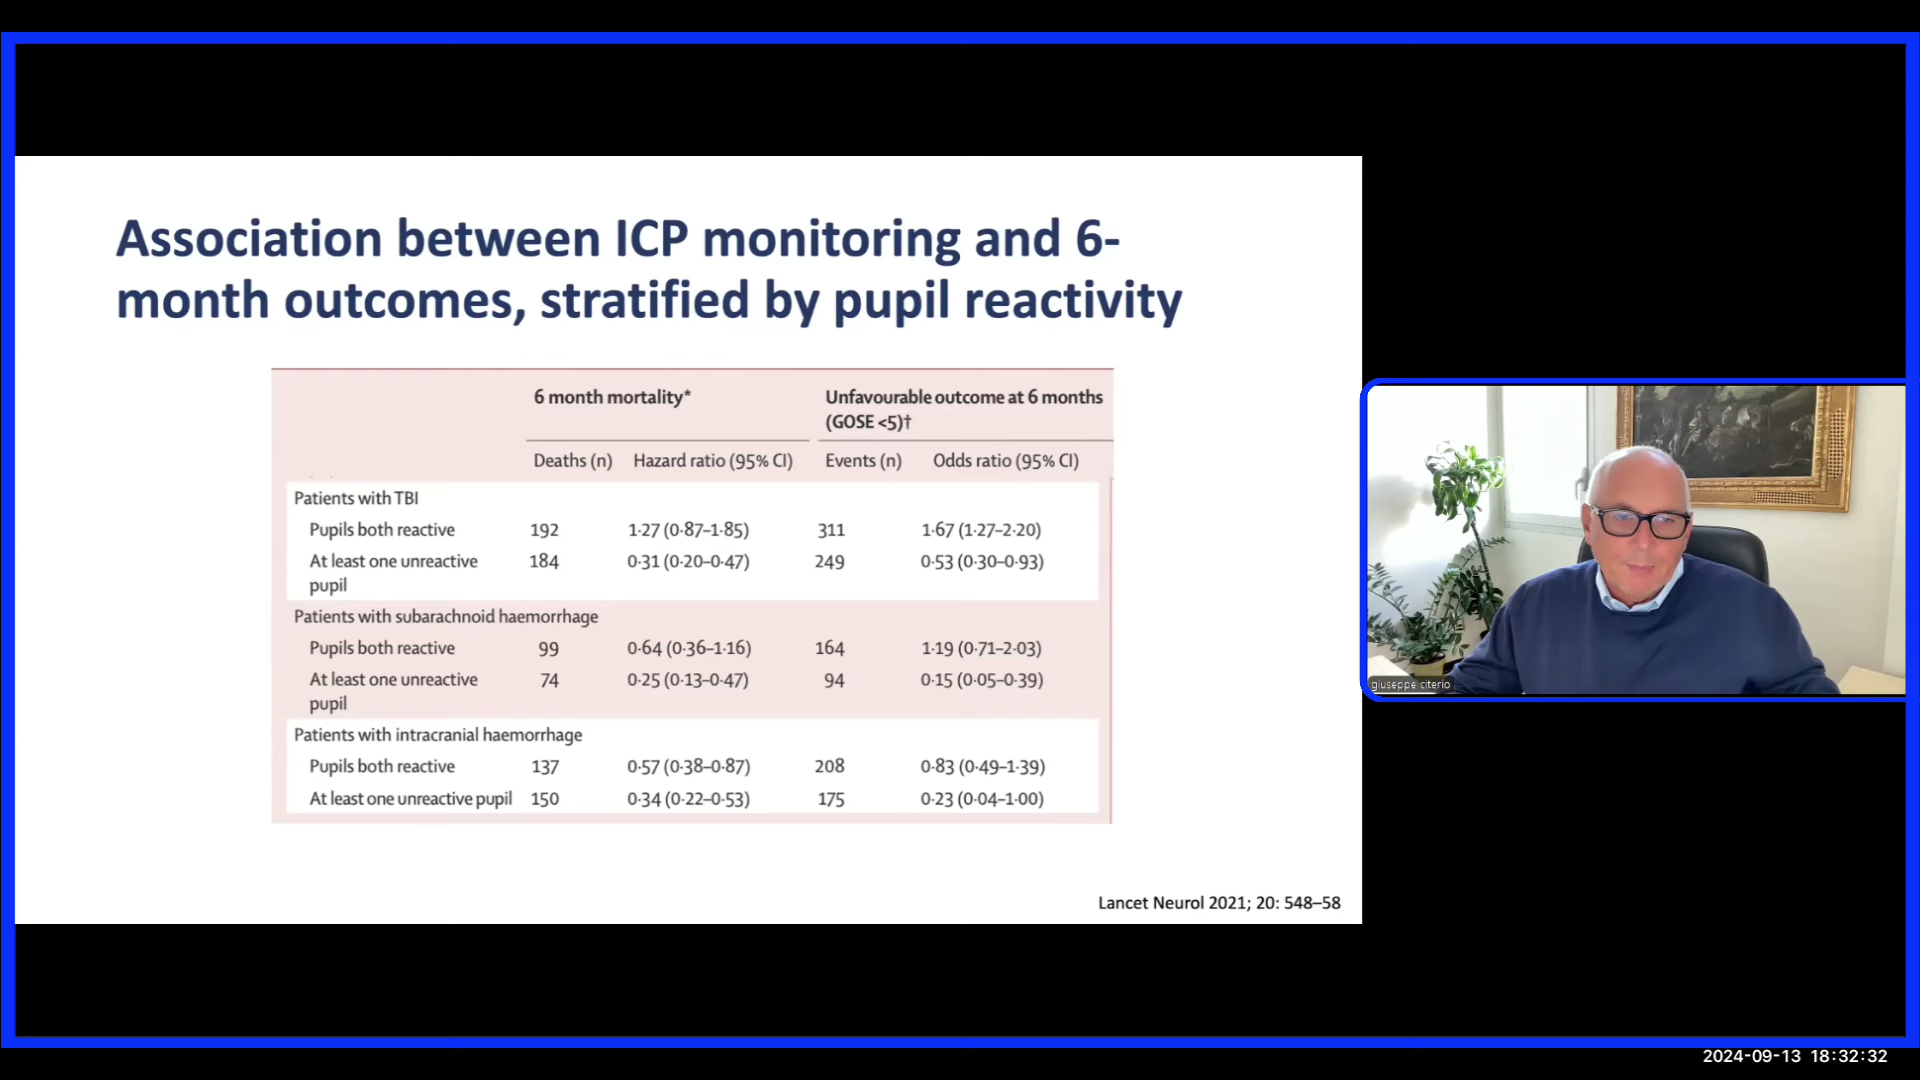 Association between ICP monitoring and 6-
month outcomes, stratified by pupil reactivity
6 month mortality*
Unfavourable outcome at 6 months
(GOSE <5)†
Deaths (n) Hazard ratio (95% CI) Events (n) Odds ratio (95% CI)
Patients with TBI
Pupils both reactive 192 1·27 (0·87–1·85) 311 1·67 (1·27–2·20)
At least one unreactive 184 0·31 (0·20–0·47) 249 0·53 (0·30–0·93)
pupil
Patients with subarachnoid haemorrhage
Pupils both reactive 99 0·64 (0·36–1·16) 164 1·19 (0·71–2·03)
At least one unreactive 74 0·25 (0·13–0·47) 94 0·15 (0·05–0·39)
pupil
Patients with intracranial haemorrhage
Pupils both reactive 137 0·57 (0·38–0·87) 208 0·83 (0·49–1·39)
At least one unreactive pupil 150 0·34 (0·22–0·53) 175 0·23 (0·04–1·00)
Lancet Neurol 2021; 20: 548–58
giuseppe citerio
2024-09-13 18:32:32